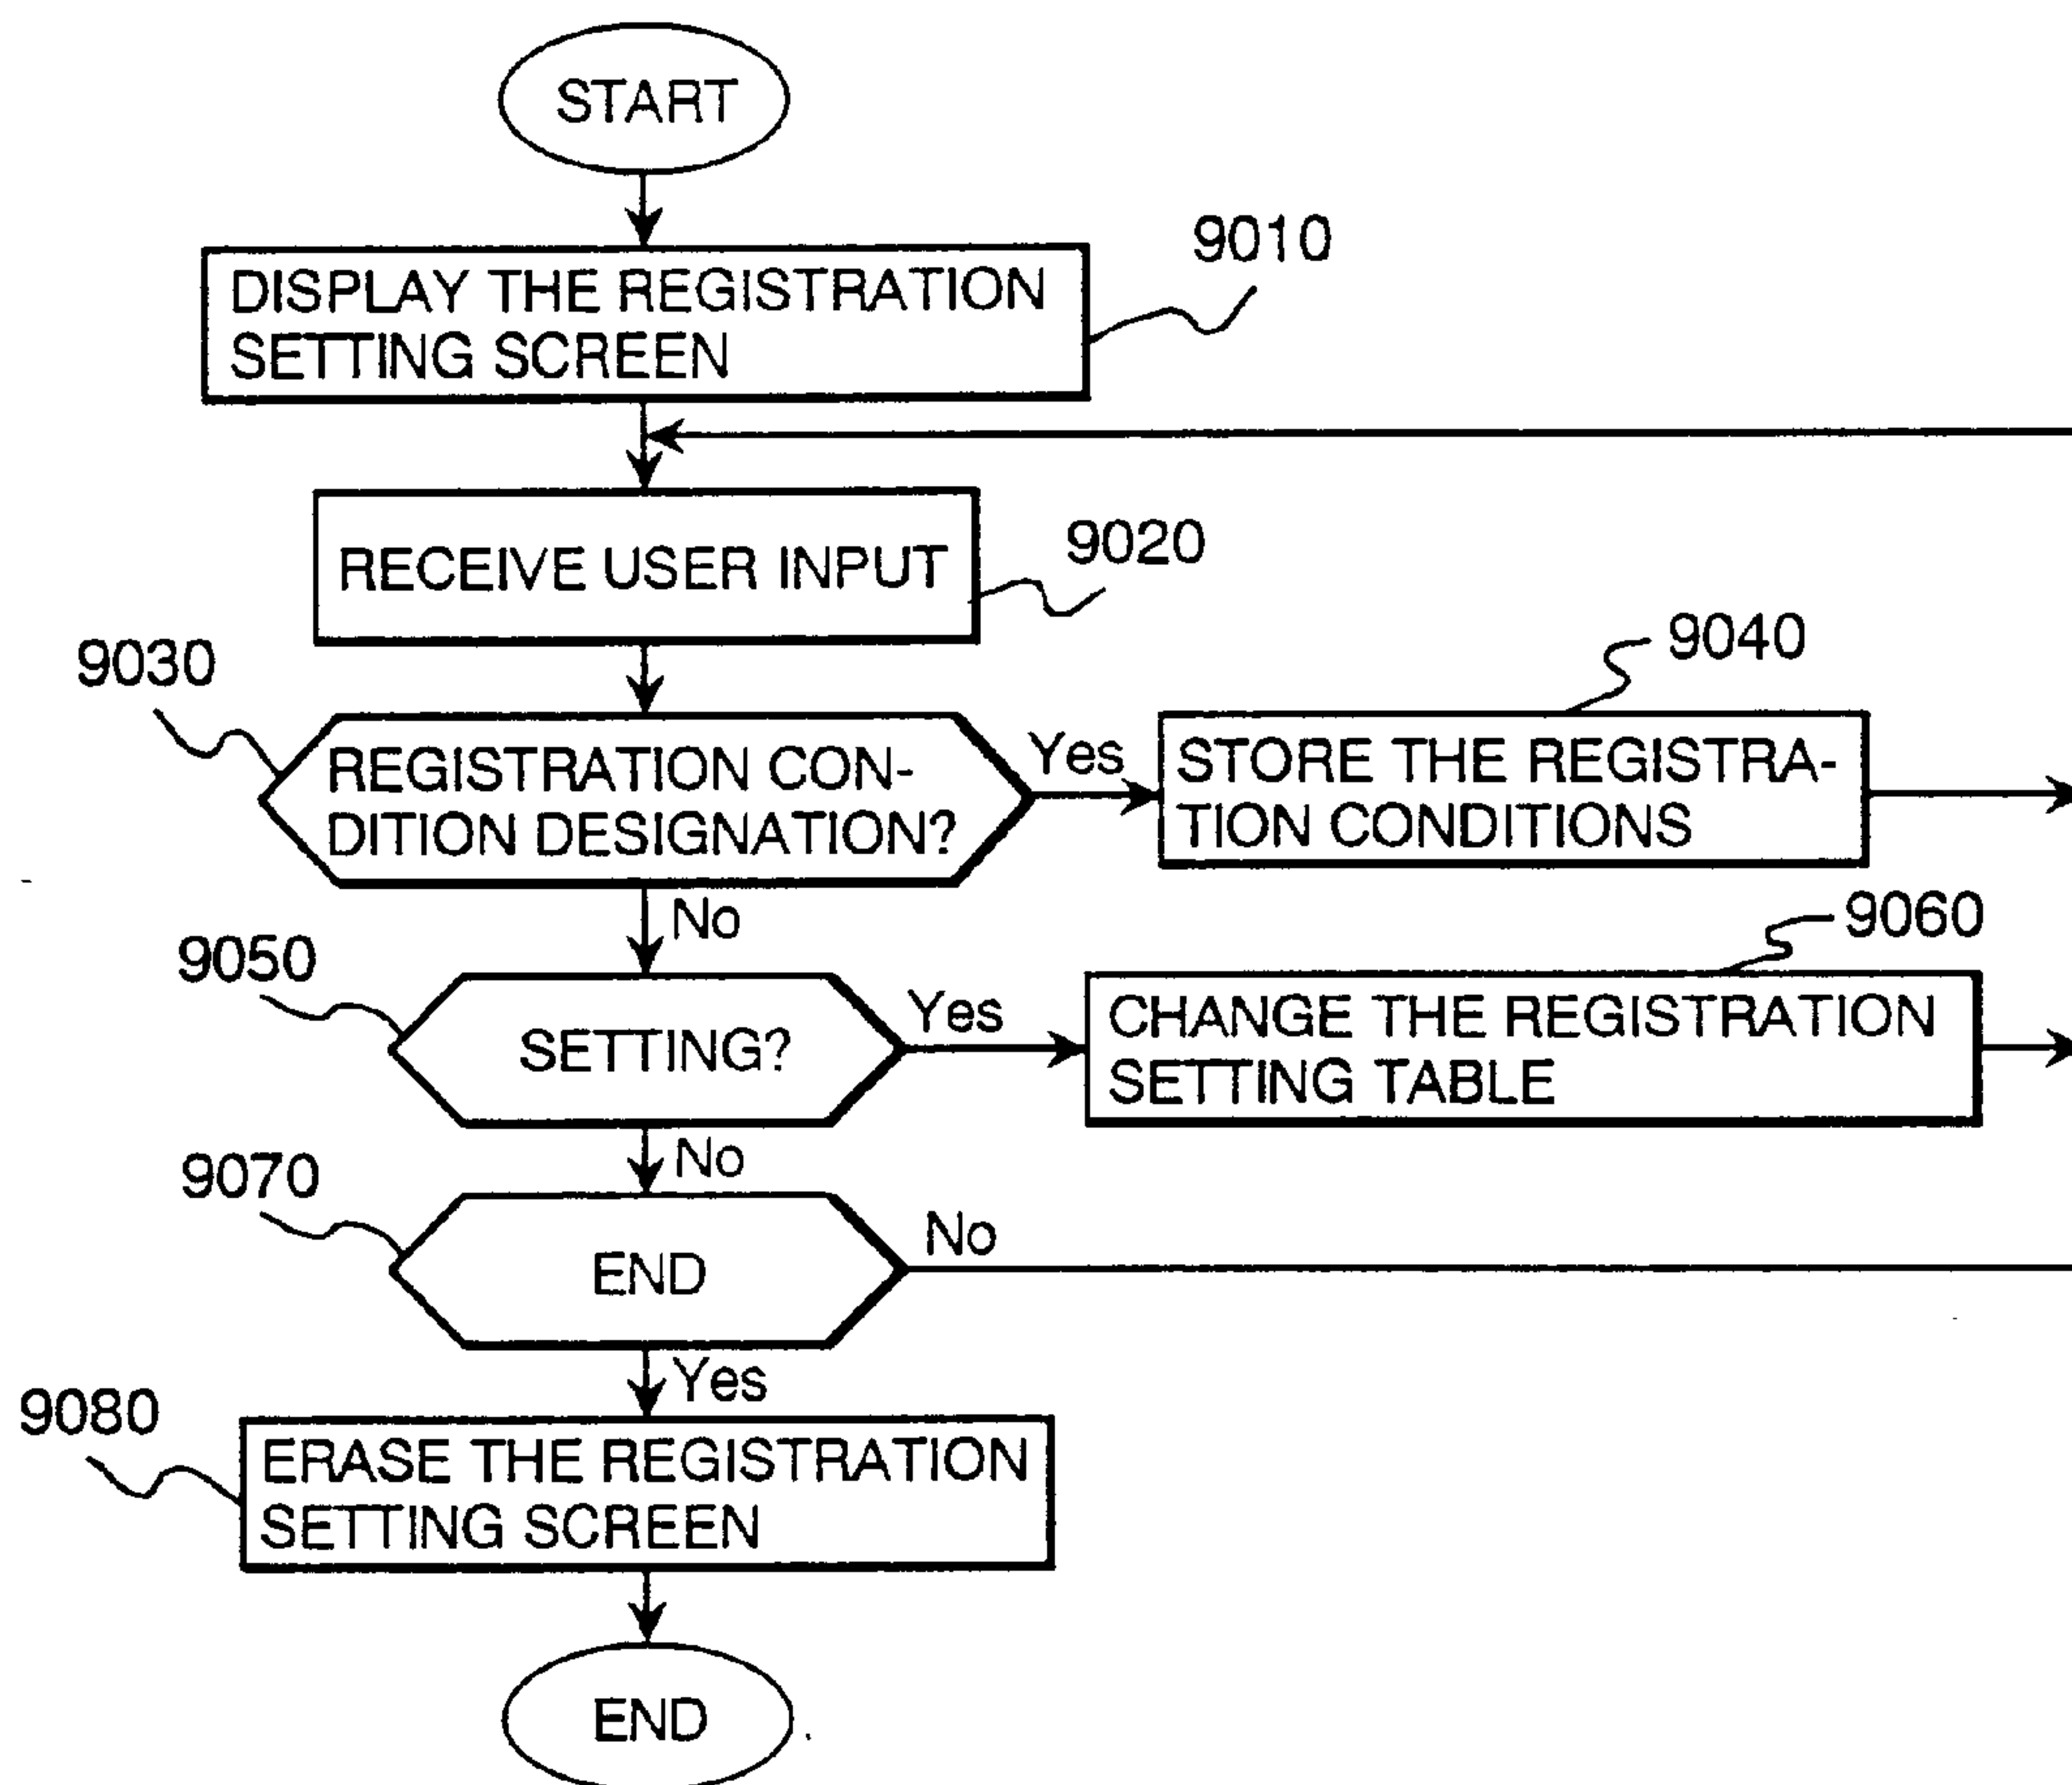 START
9010
DISPLAY THE REGISTRATION
SETTING SCREEN
9020
RECEIVE USER INPUT
9030
REGISTRATION CON-
DITION DESIGNATION?
Yes
9040
STORE THE REGISTRA-
TION CONDITIONS
No
9050
SETTING?
Yes
9060
CHANGE THE REGISTRATION
SETTING TABLE
No
9070
END
No
Yes
9080
ERASE THE REGISTRATION
SETTING SCREEN
END